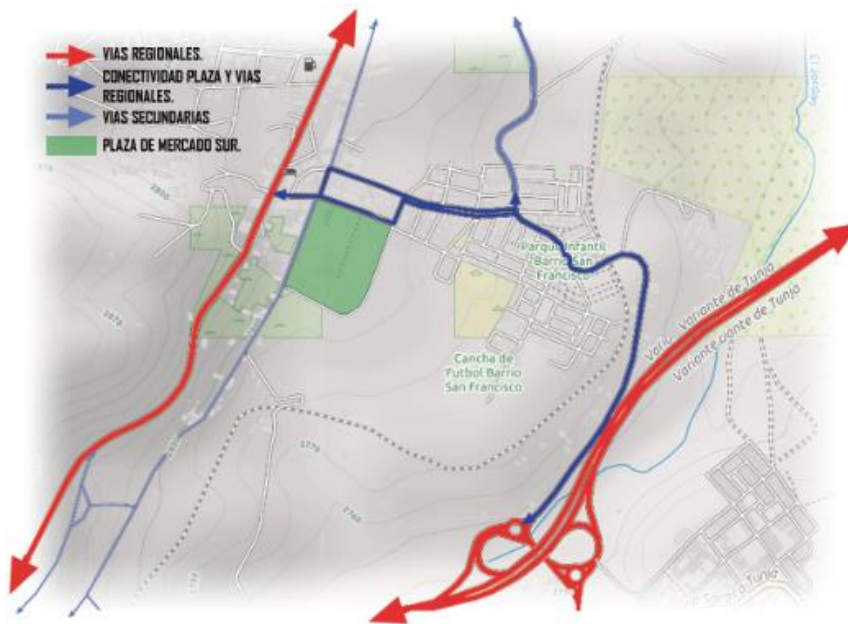 VIAS REGIONALES.
CONECTIVIDAD PLAZA Y VIAS
REGIONALES.
VIAS SECUNDARIAS
PLAZA DE MERCADO SUR.
Parque Infantil
Barrio San
Francisco
Variante de Tunja
Variante de Tunja
Cancha de
Futbol Barrio
San Francisco